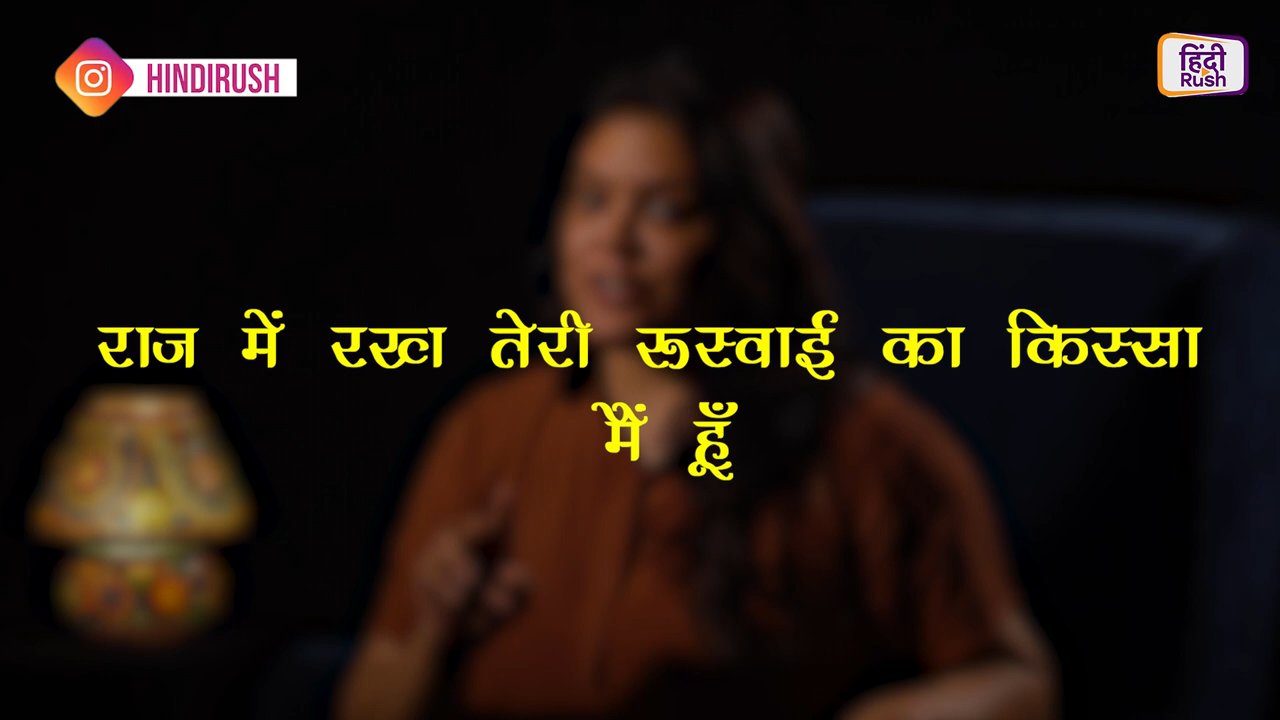 HINDIRUSH
हिंदी
Rush
राज में रख तेरी रूस्वाई का किस्सा
मैं हूँ